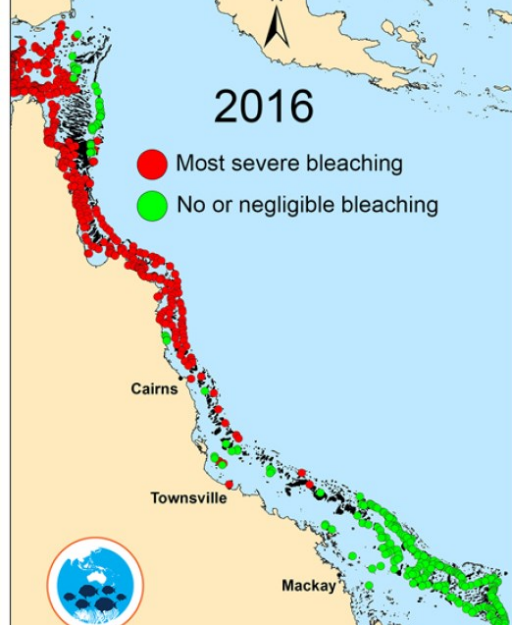 2016
Most severe bleaching
No or negligible bleaching
Cairns
Townsville
Mackay